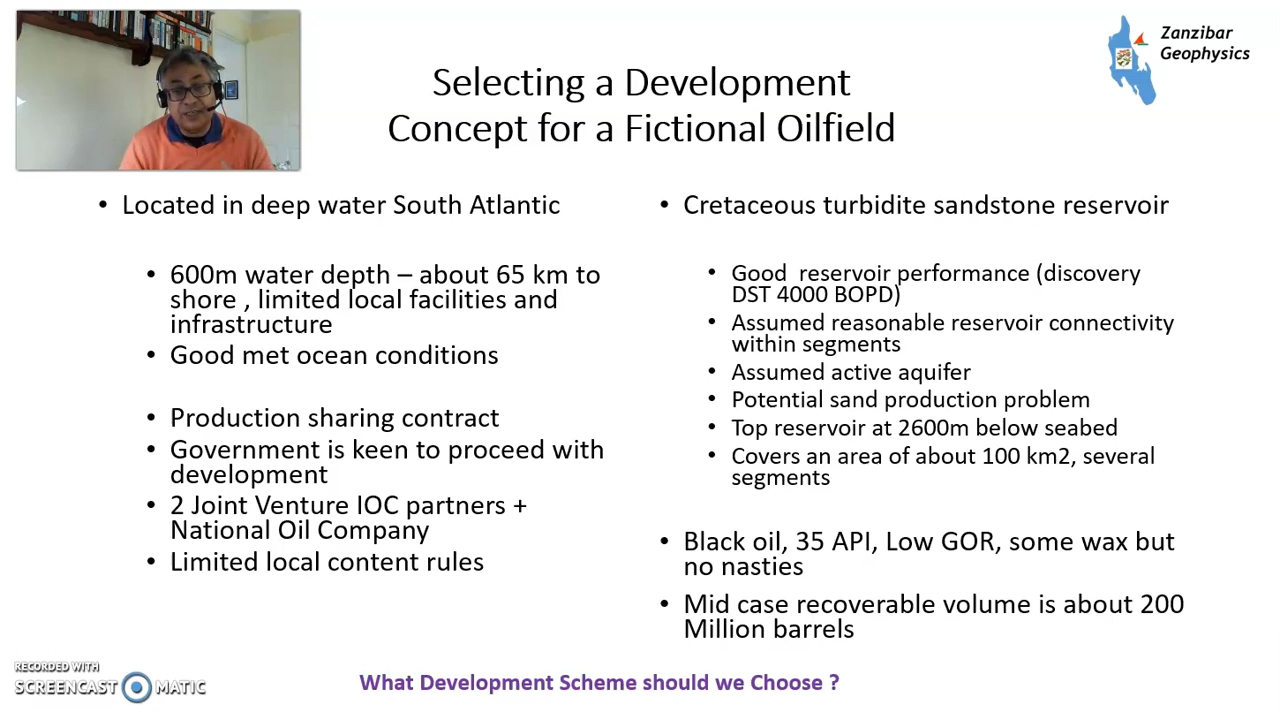 Zanzibar
Geophysics
Selecting a Development
Concept for a Fictional Oilfield
• Located in deep water South Atlantic
• 600m water depth – about 65 km to
shore , limited local facilities and
infrastructure
• Good met ocean conditions
• Production sharing contract
• Government is keen to proceed with
development
• 2 Joint Venture IOC partners +
National Oil Company
• Limited local content rules
• Cretaceous turbidite sandstone reservoir
• Good  reservoir performance (discovery
DST 4000 BOPD)
• Assumed reasonable reservoir connectivity
within segments
• Assumed active aquifer
• Potential sand production problem
• Top reservoir at 2600m below seabed
• Covers an area of about 100 km2, several
segments
• Black oil, 35 API, Low GOR, some wax but
no nasties
• Mid case recoverable volume is about 200
Million barrels
What Development Scheme should we Choose ?
RECORDED WITH
SCREENCAST MATIC